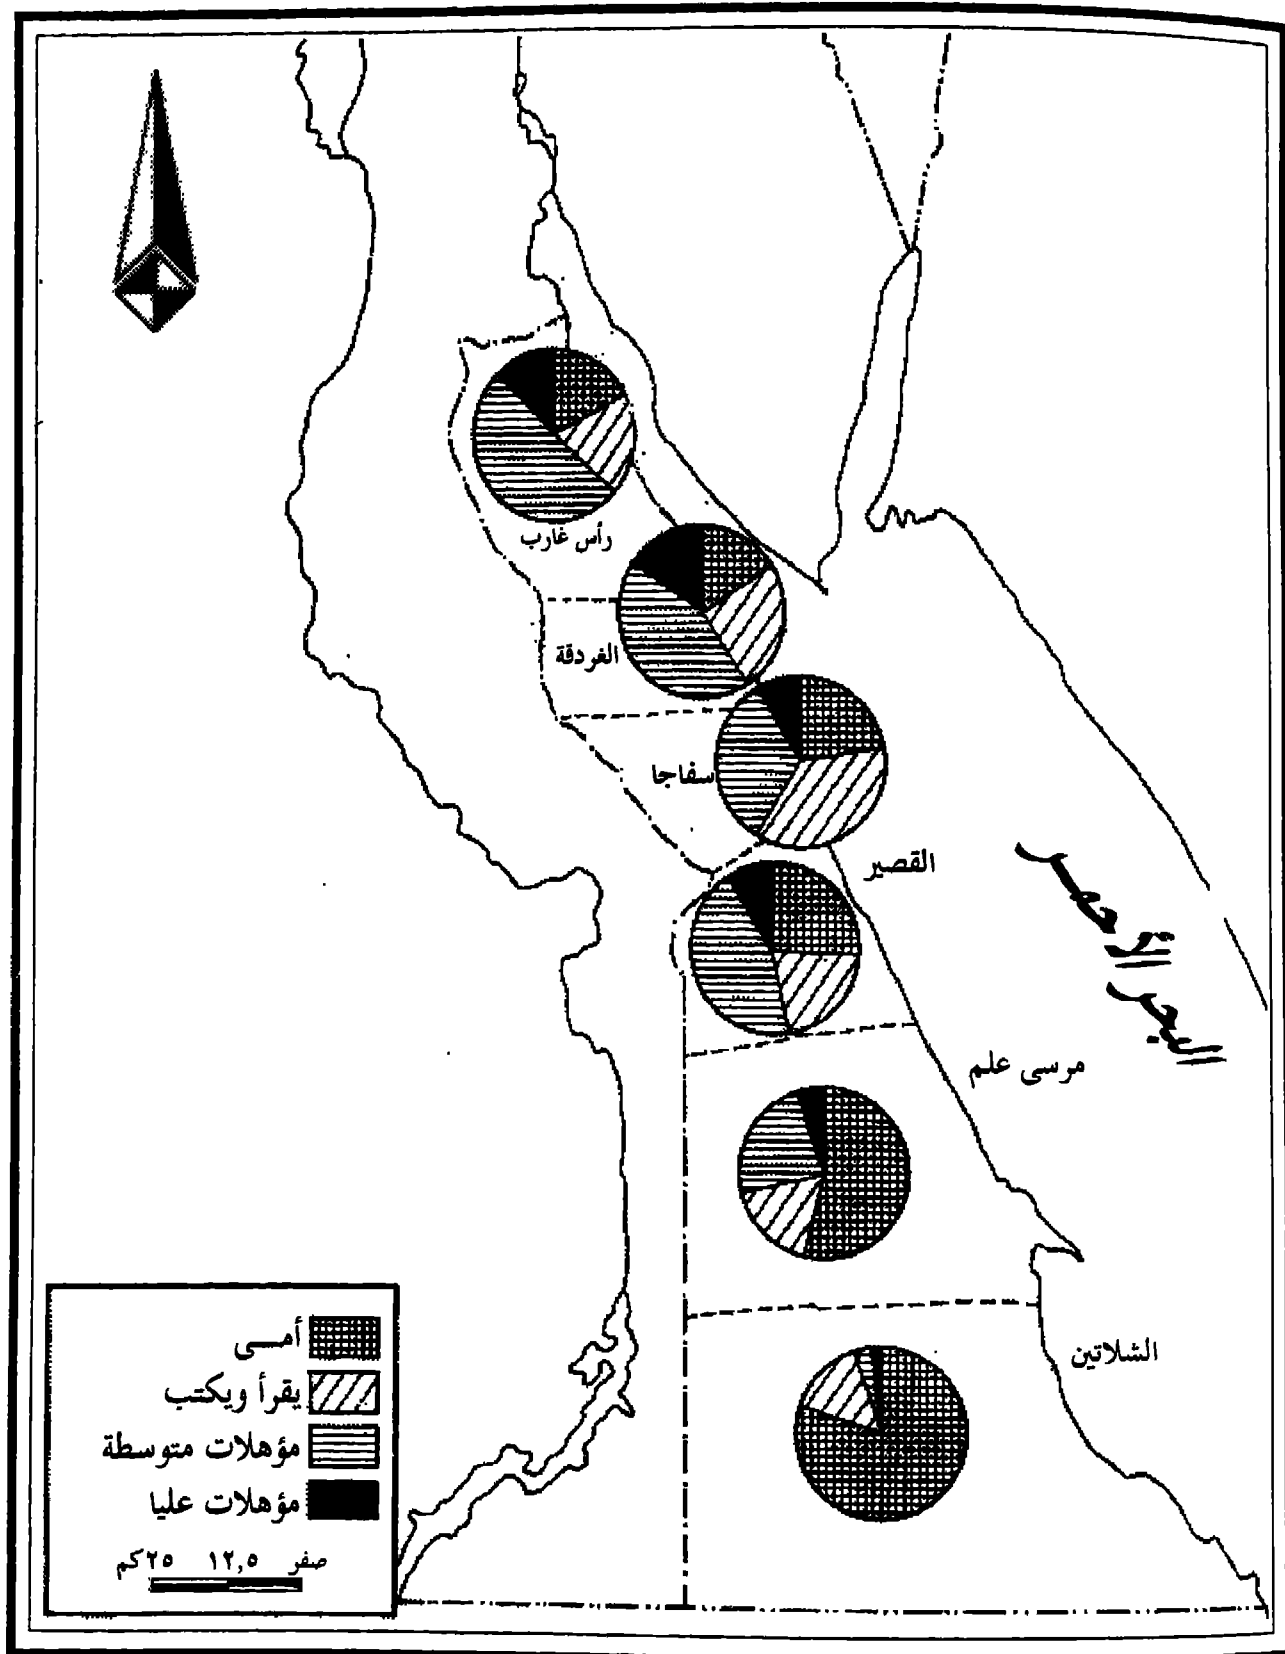 رأس غارب
الغردقة
سفاجا
القصير
البحر الأحمر
مرسى علم
الشلاتين
أمـــى
يقرأ ويكتب
مؤهلات متوسطة
مؤهلات عليا
صفر ١٢,٥ ٢٥كم